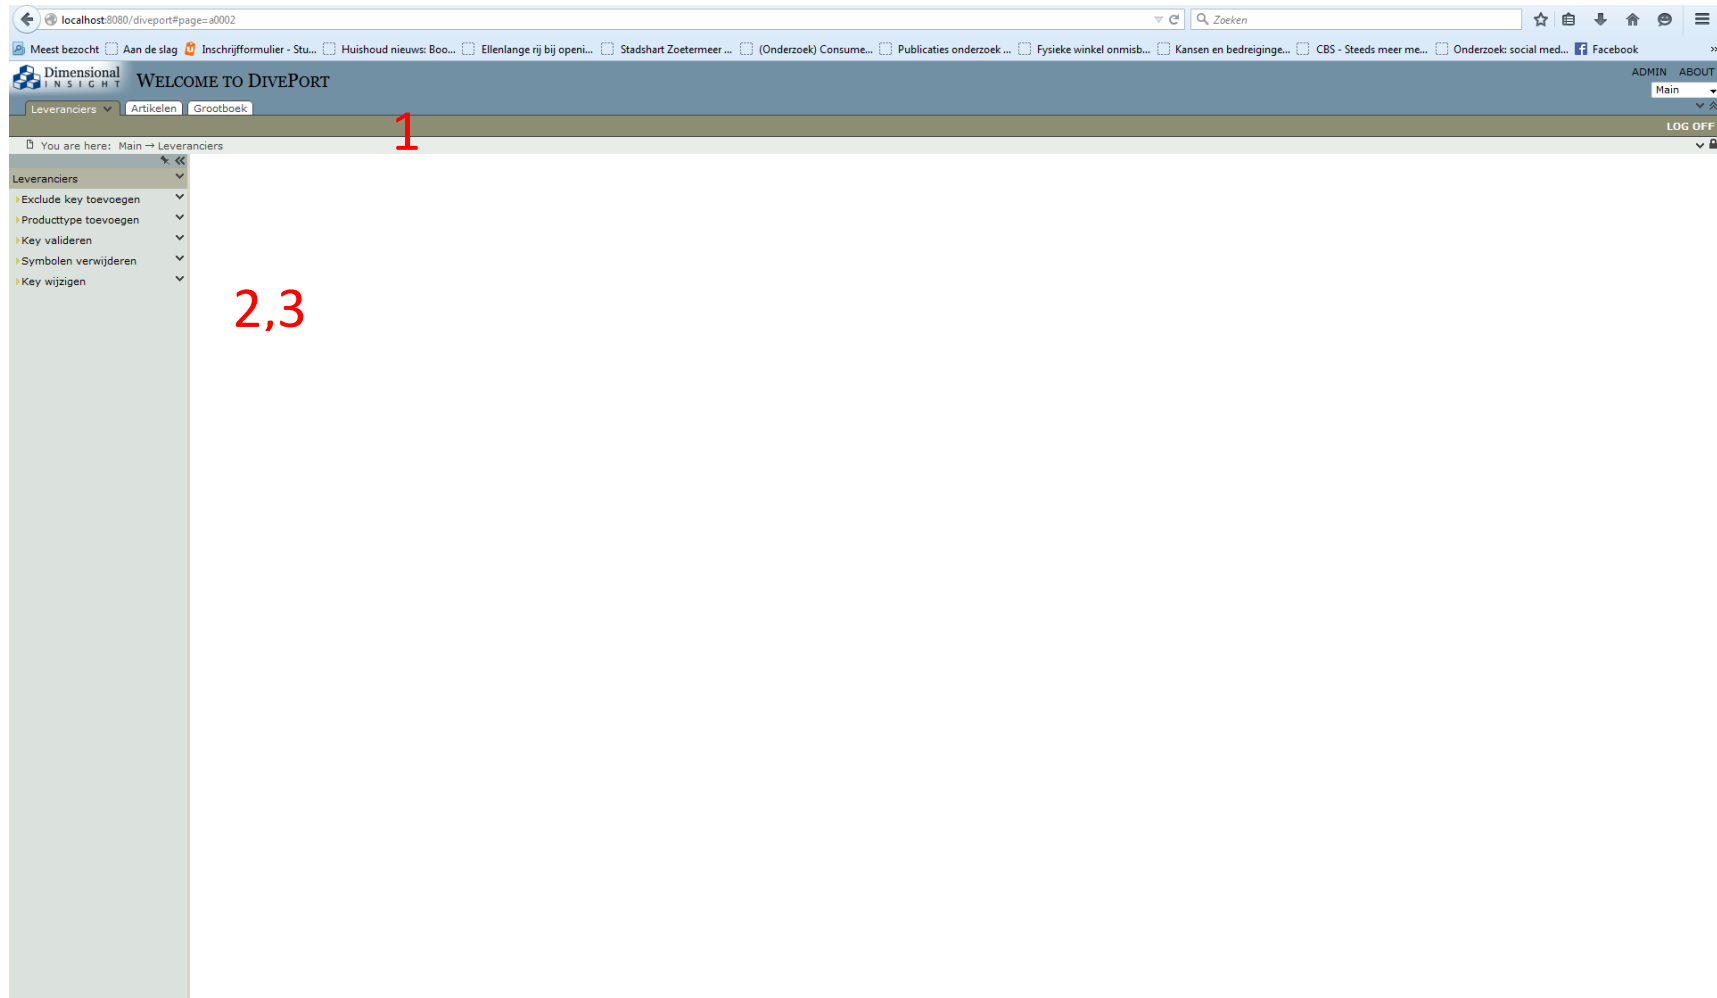 localhost:8080/diveport#page=a0002
Zoeken
Meest bezocht Aan de slag Inschrijfformulier - Stu... Huishoud nieuws: Boo... Ellenlange rij bij openi... Stadshart Zoetermeer ... (Onderzoek) Consume... Publicaties onderzoek ... Fysieke winkel onmisb... Kansen en bedreiginge... CBS - Steeds meer me... Onderzoek: social med... Facebook »
Dimensional
INSIGHT
WELCOME TO DIVEPORT
ADMIN ABOUT
Main
Leveranciers Artikelen Grootboek
1
LOG OFF
You are here: Main → Leveranciers
Leveranciers
Exclude key toevoegen
Producttype toevoegen
Key valideren
Symbolen verwijderen
Key wijzigen
2,3